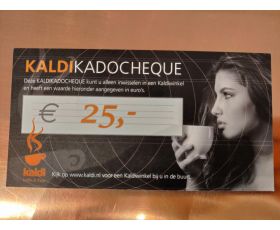 KALDIKADOCHEQUE
Deze KALDIKADOCHEQUE kunt u alleen inwisselen in een Kaldiwinkel
en heeft een waarde hieronder aangegeven in euro's.
€ 25,-
kaldi
Kijk op www.kaldi.nl voor een Kaldiwinkel bij u in de buurt.